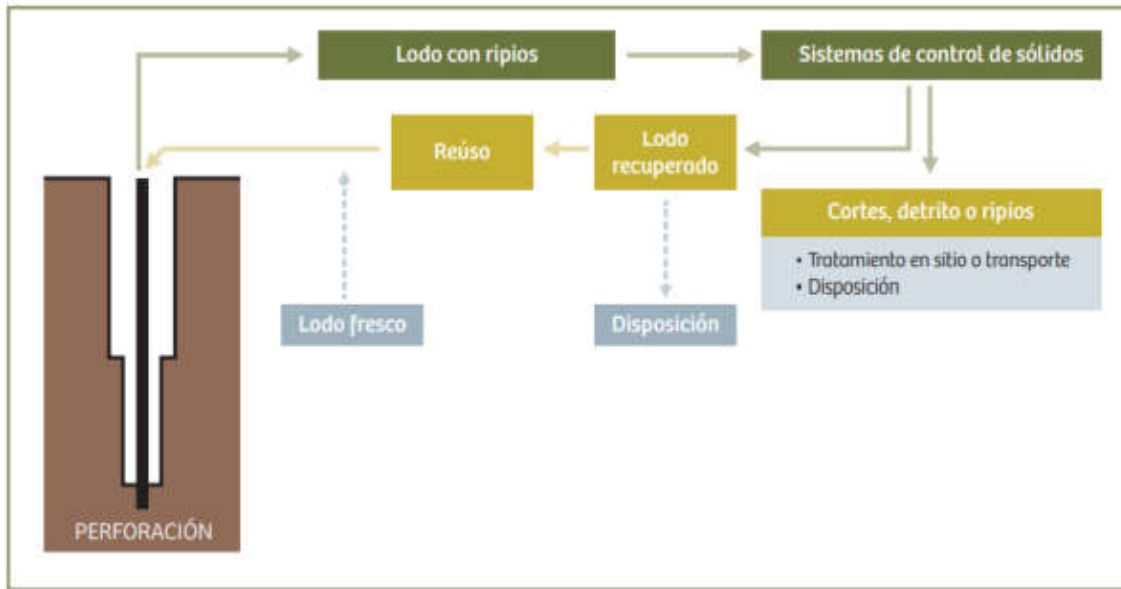 Lodo con ripios
Sistemas de control de sólidos
Reúso
Lodo
recuperado
Cortes, detrito o ripios
• Tratamiento en sitio o transporte
• Disposición
Lodo fresco
Disposición
PERFORACIÓN